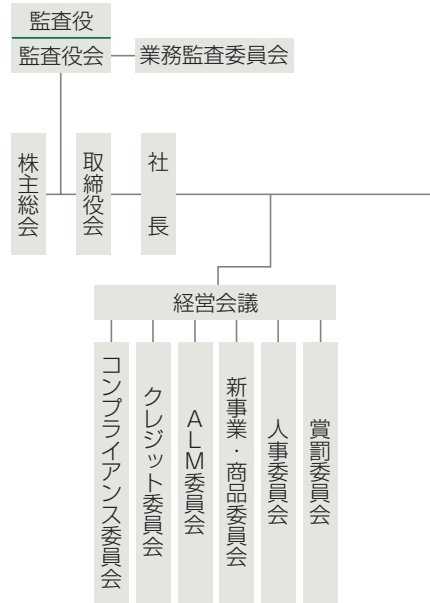 監査役
監査役会
業務監査委員会
株主総会
取締役会
社長
経営会議
コンプライアンス委員会
クレジット委員会
ALM委員会
新事業・商品委員会
人事委員会
賞罰委員会